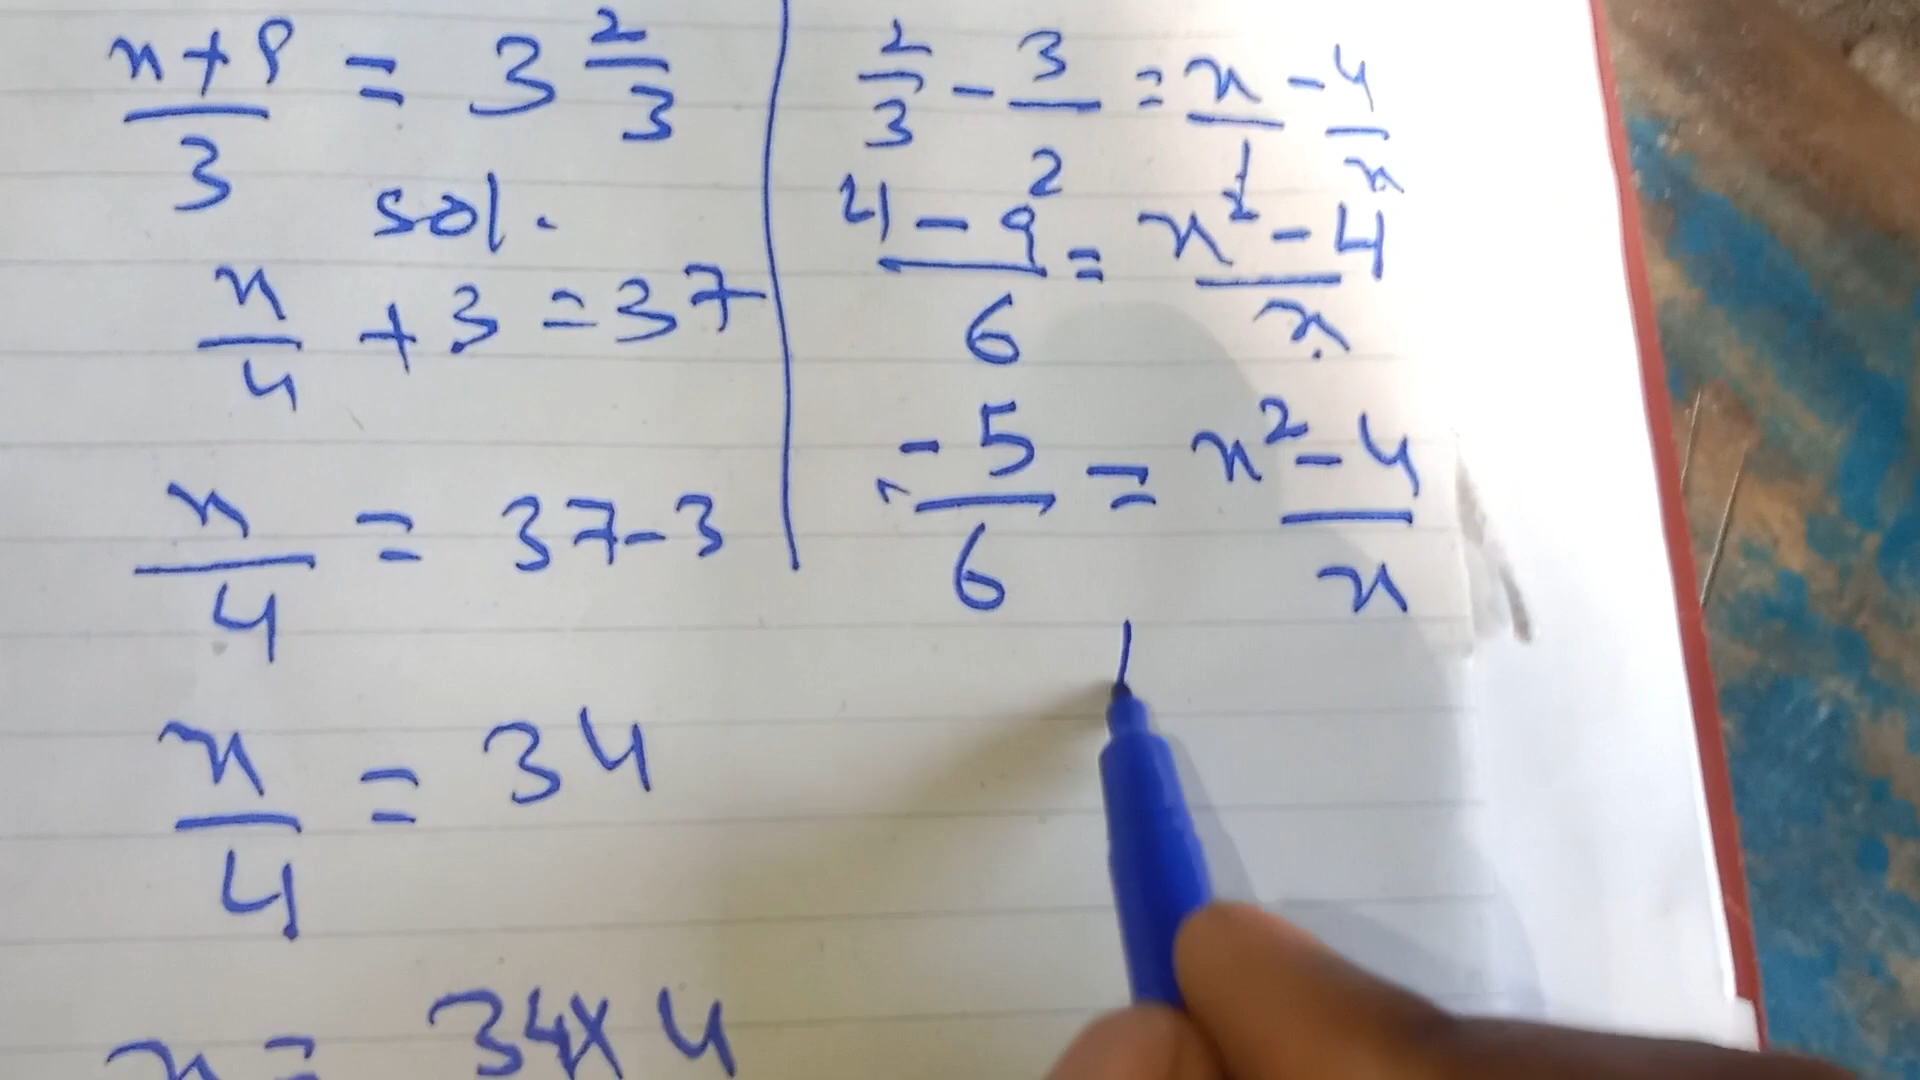 x+9/3 = 3 2/3
sol.
x/4 + 3 = 37
x/4 = 37-3
x/4 = 34
x = 34x4
2/3 - 3/2 = x/1 - 4/x
4-9/6 = x²-4/x
-5/6 = x²-4/x